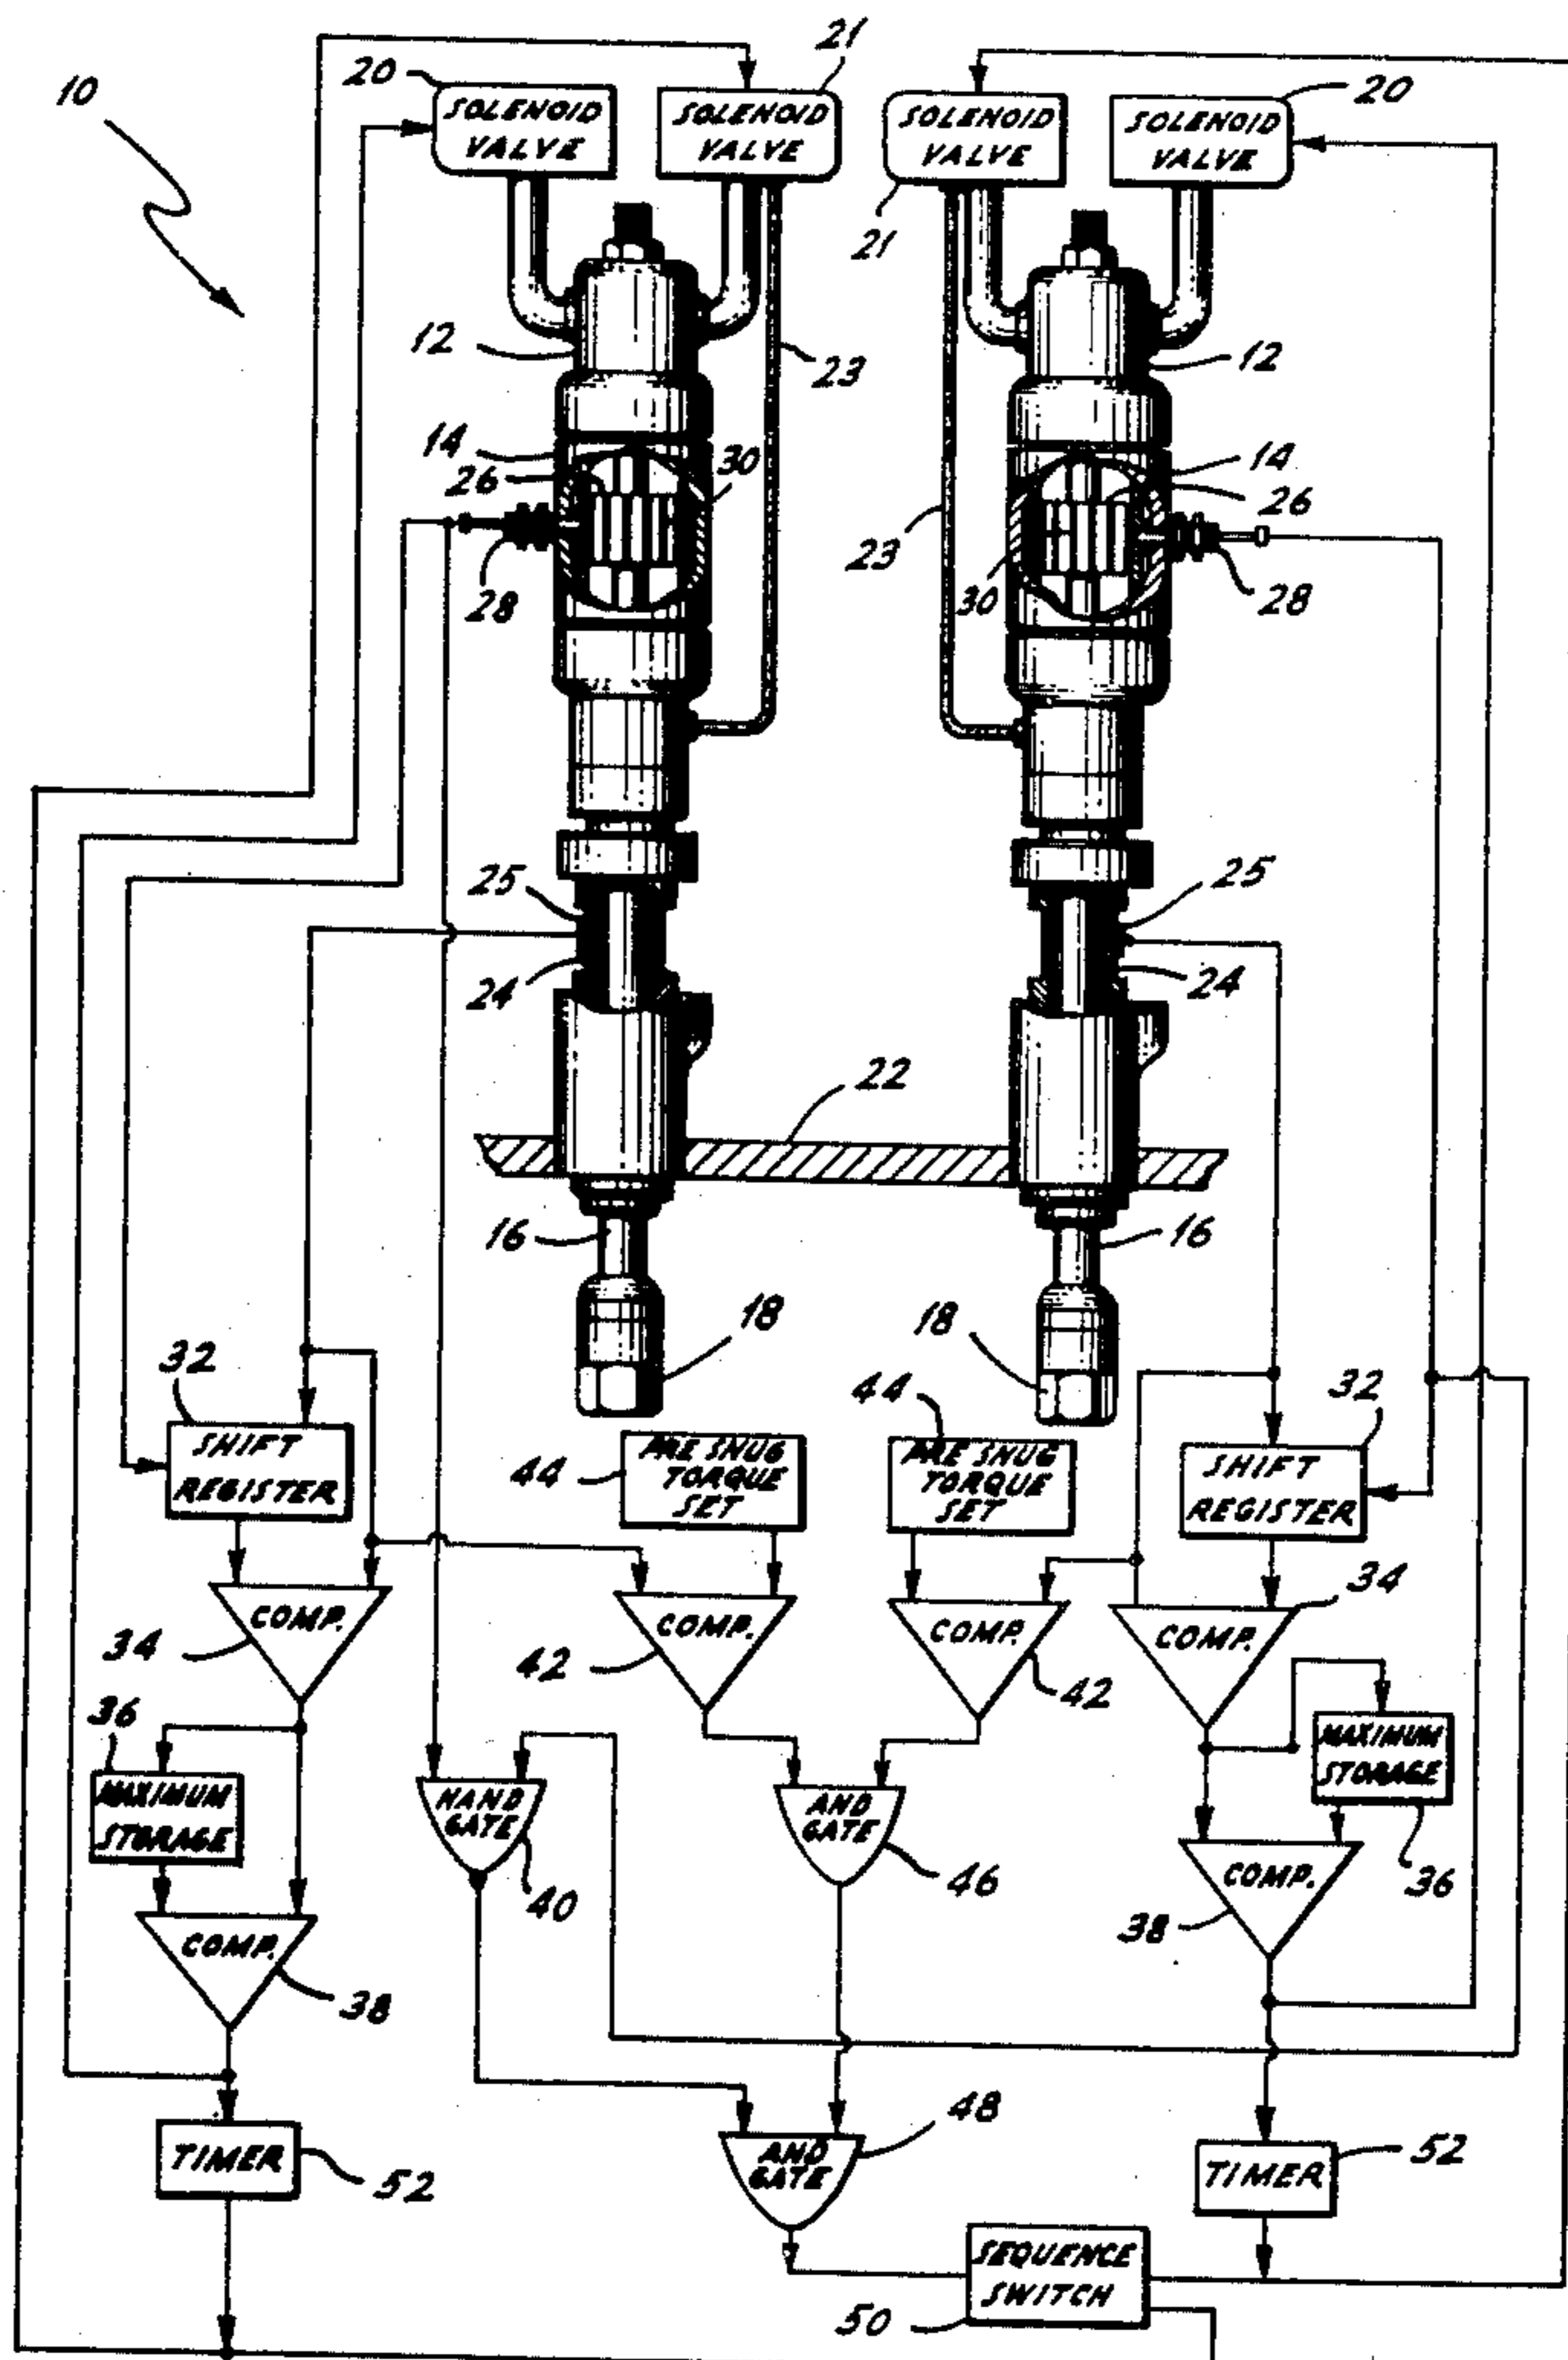 21
20
20
10
SOLENOID
VALVE
SOLENOID
VALVE
SOLENOID
VALVE
SOLENOID
VALVE
21
12
23
12
14
26
30
14
26
28
23
30
28
25
25
24
24
22
16
16
18
18
32
44
32
SHIFT
REGISTER
44
PRE SNUG
TORQUE
SET
PRE SNUG
TORQUE
SET
SHIFT
REGISTER
34
COMP.
COMP.
COMP.
COMP.
34
42
42
36
MAXIMUM
STORAGE
NAND
GATE
AND
GATE
MAXIMUM
STORAGE
40
46
36
COMP.
COMP.
38
38
48
TIMER
52
AND
GATE
TIMER
52
SEQUENCE
SWITCH
50